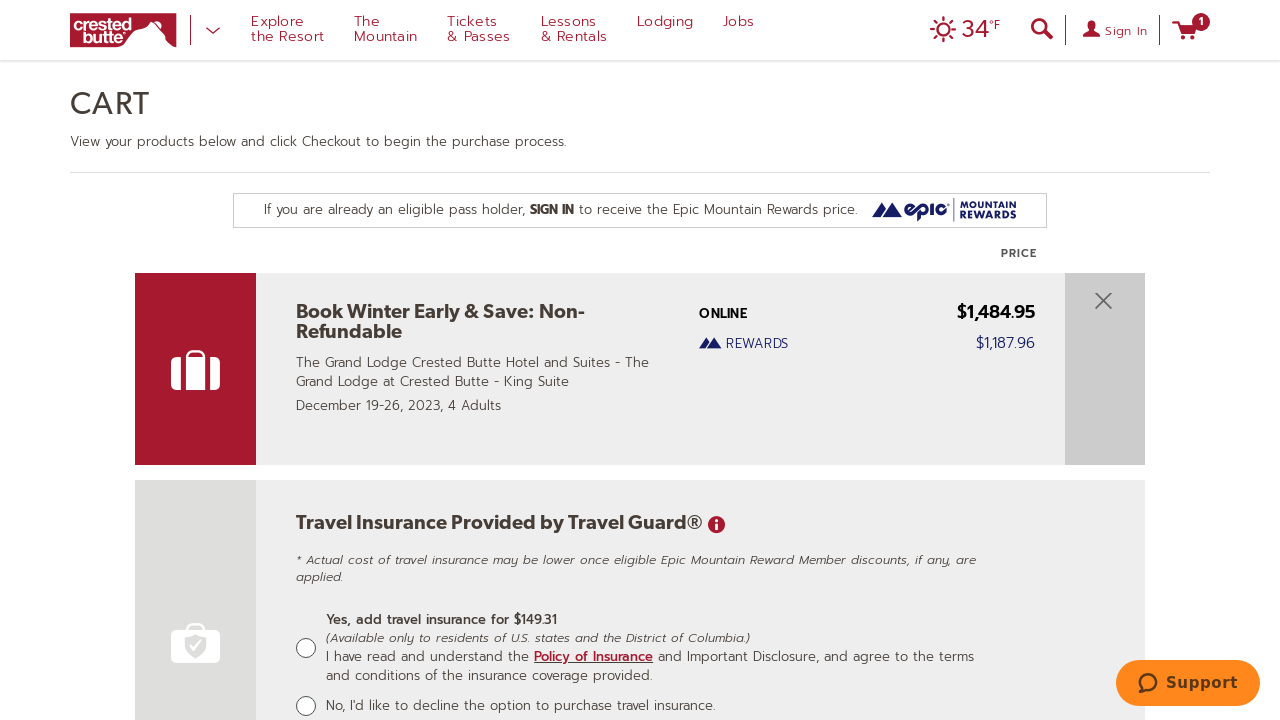 crested
butte
Explore
the Resort
The
Mountain
Tickets
& Passes
Lessons
& Rentals
Lodging
Jobs
34°F
Sign In
1
CART
View your products below and click Checkout to begin the purchase process.
If you are already an eligible pass holder, SIGN IN to receive the Epic Mountain Rewards price.
epic MOUNTAIN
REWARDS
PRICE
Book Winter Early & Save: Non-
Refundable
The Grand Lodge Crested Butte Hotel and Suites - The
Grand Lodge at Crested Butte - King Suite
December 19-26, 2023, 4 Adults
ONLINE $1,484.95
REWARDS $1,187.96
Travel Insurance Provided by Travel Guard®
* Actual cost of travel insurance may be lower once eligible Epic Mountain Reward Member discounts, if any, are
applied.
Yes, add travel insurance for $149.31
(Available only to residents of U.S. states and the District of Columbia.)
I have read and understand the Policy of Insurance and Important Disclosure, and agree to the terms
and conditions of the insurance coverage provided.
No, I'd like to decline the option to purchase travel insurance.
Support